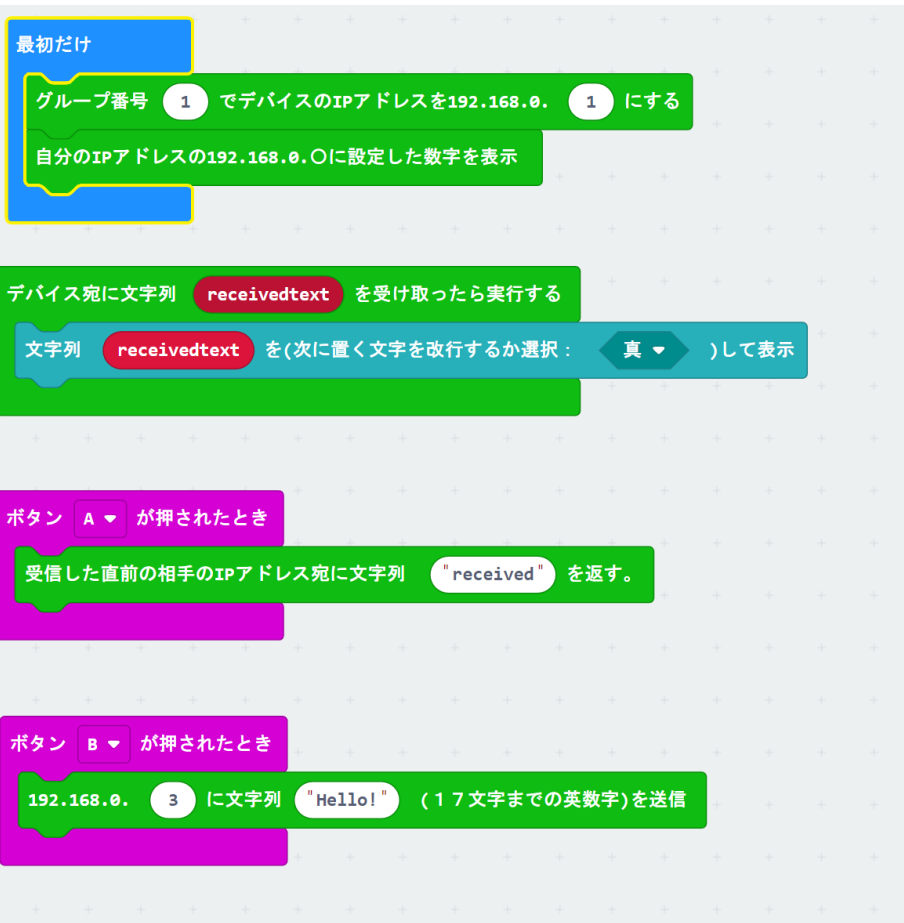 最初だけ
グループ番号 1 でデバイスのIPアドレスを192.168.0. 1 にする
自分のIPアドレスの192.168.0.〇に設定した数字を表示
デバイス宛に文字列 receivedtext を受け取ったら実行する
文字列 receivedtext を(次に置く文字を改行するか選択： 真 )して表示
ボタン A が押されたとき
受信した直前の相手のIPアドレス宛に文字列 "received" を返す。
ボタン B が押されたとき
192.168.0. 3 に文字列 "Hello!" (１７文字までの英数字)を送信